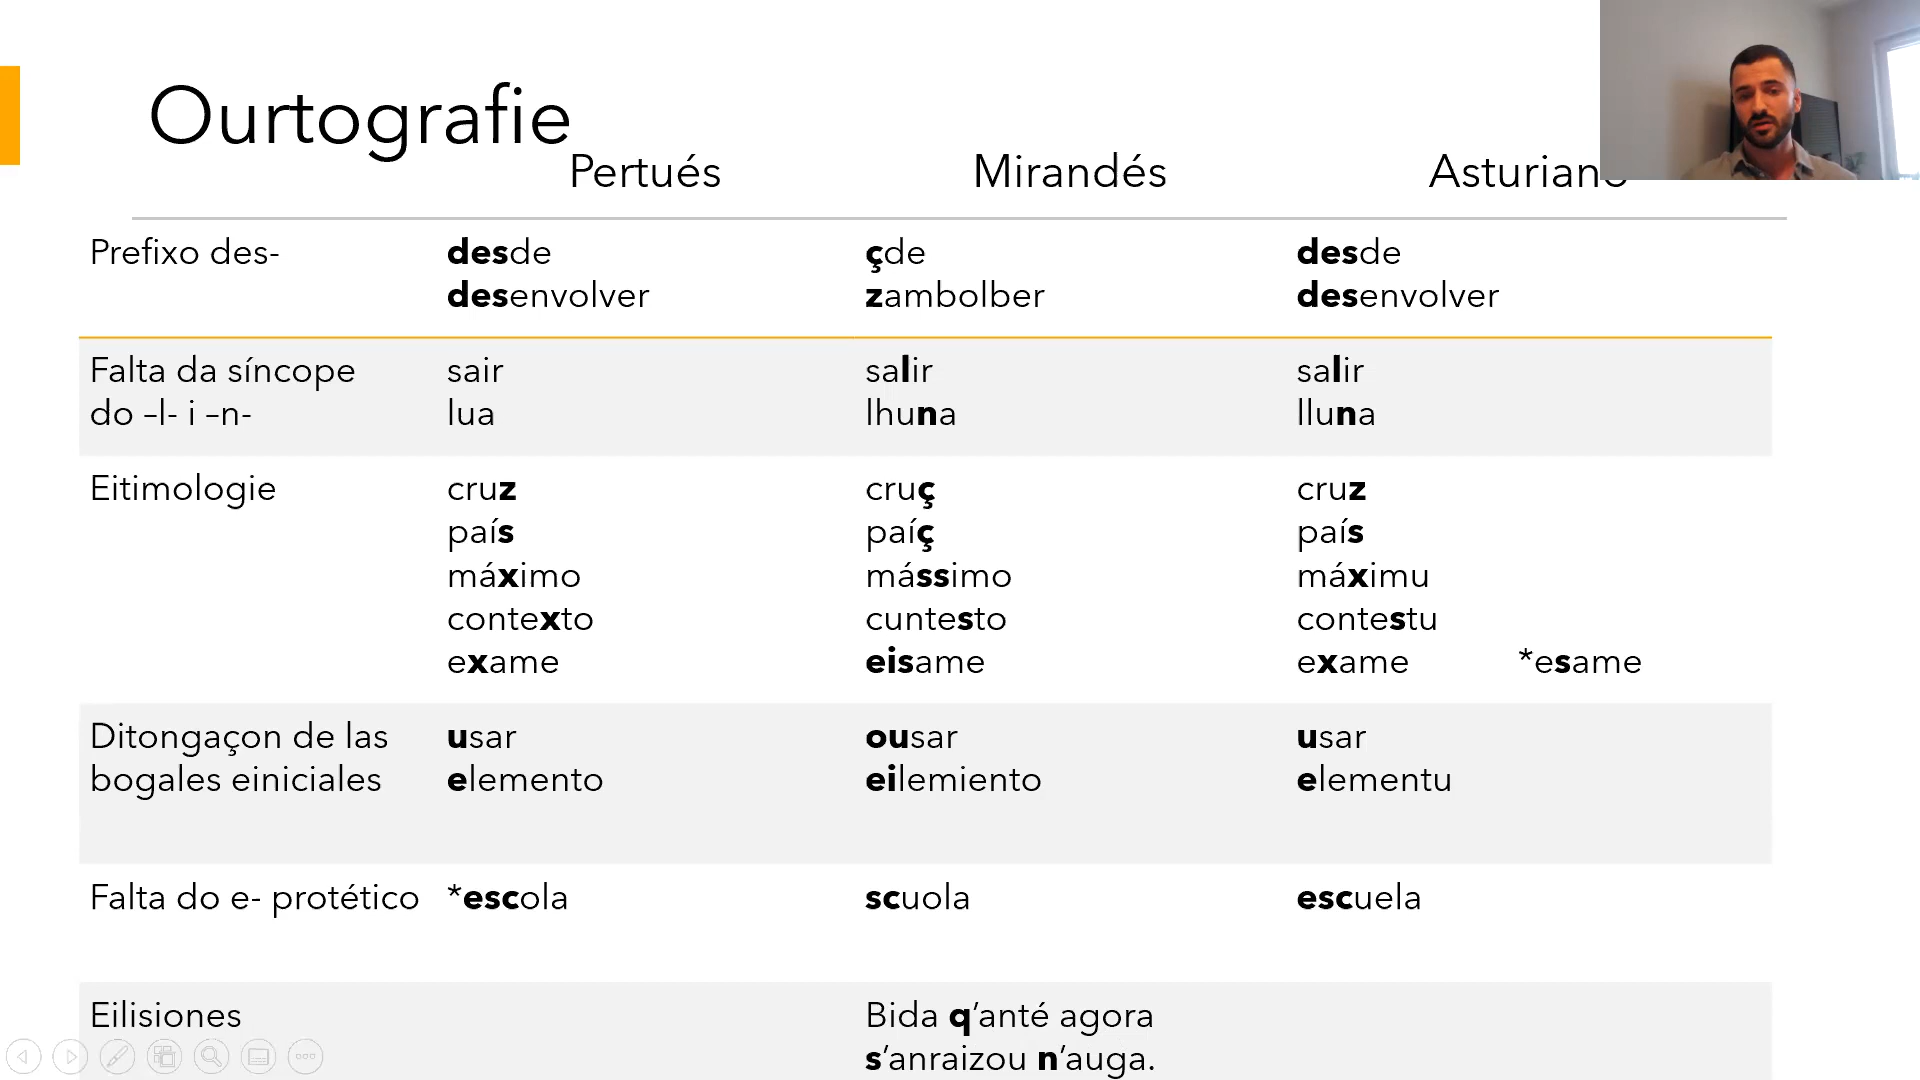 Ourtografie
Pertués Mirandés Asturiano
Prefixo des- desde çde desde
desenvolver zambolber desenvolver
Falta da síncope sair salir salir
do –l- i –n- lua lhuna lluna
Eitimologie cruz cruç cruz
país paíç país
máximo mássimo máximu
contexto cuntesto contestu
exame eisame exame *esame
Ditongaçon de las usar ousar usar
bogales einiciales elemento eilemiento elementu
Falta do e- protético *escola scuola escuela
Eilisiones Bida q’anté agora
s’anraizou n’auga.